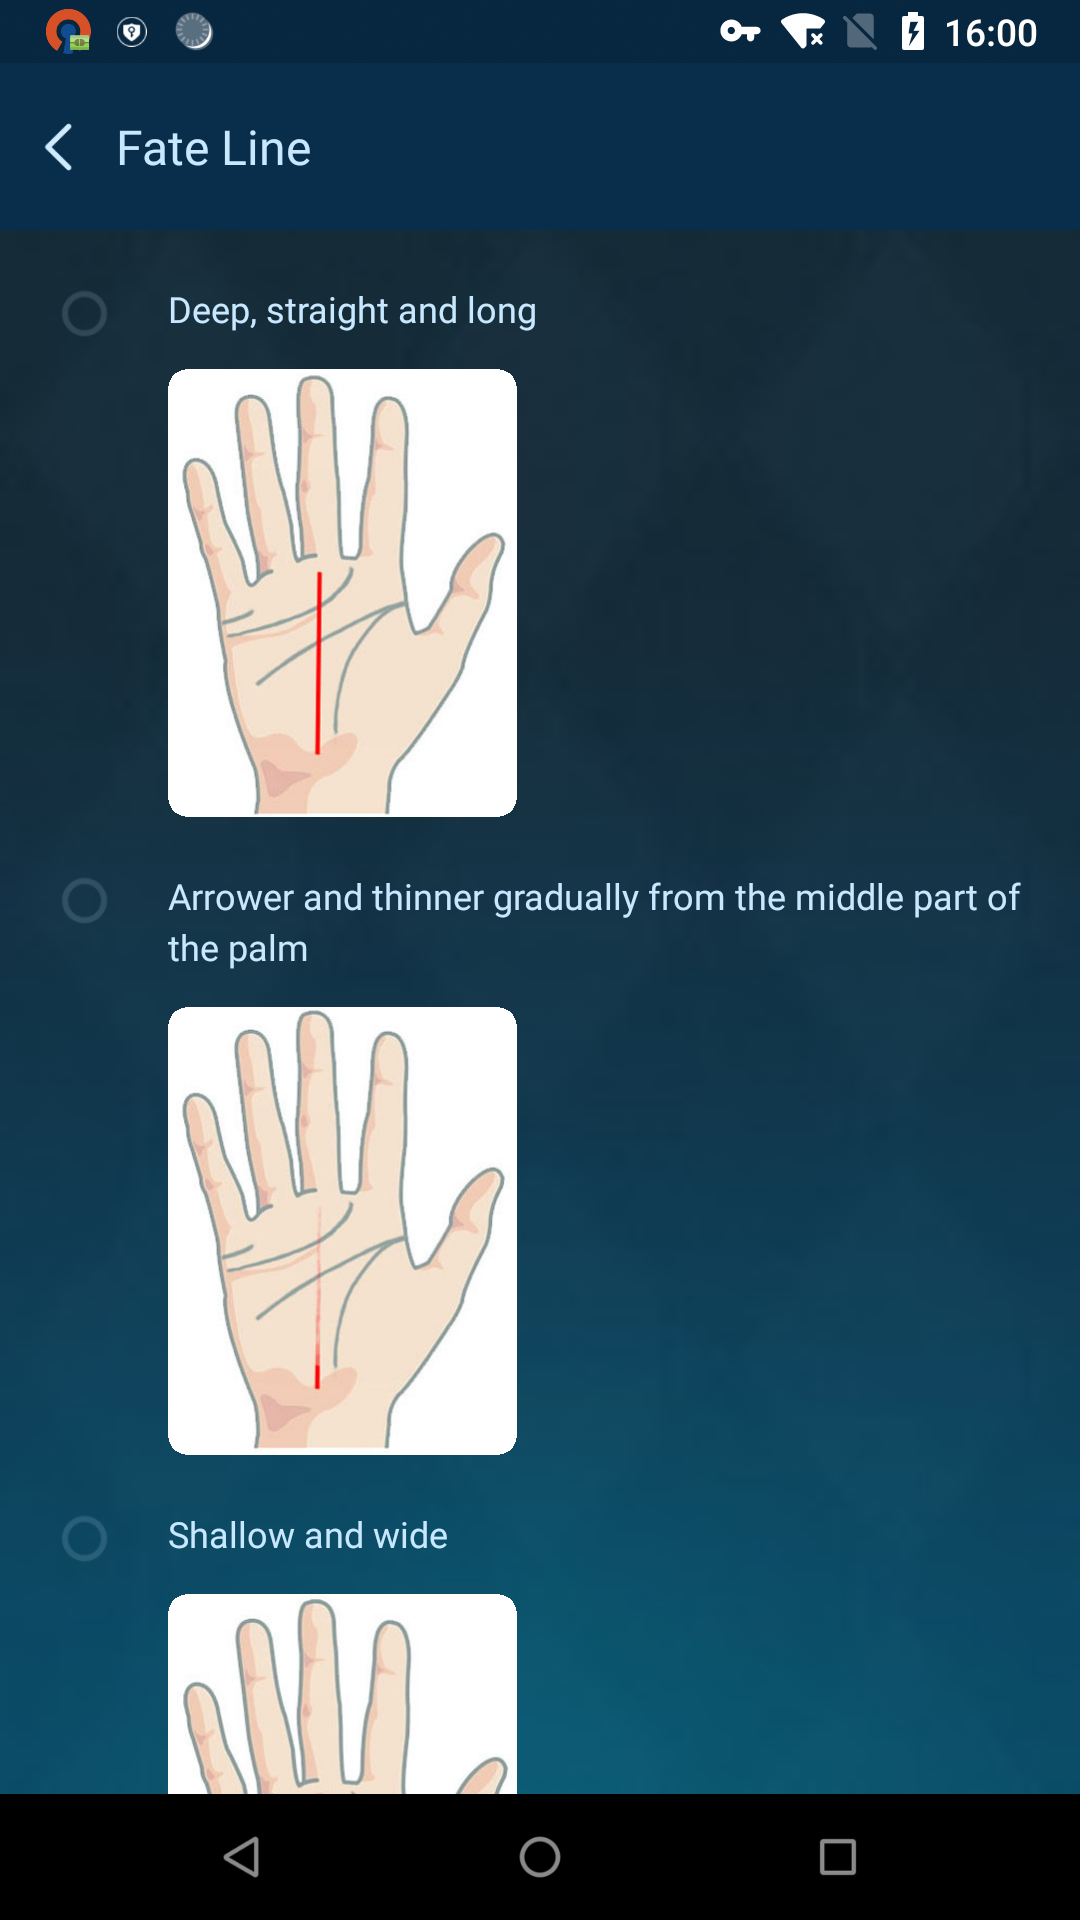 16:00
Fate Line
Deep, straight and long
Arrower and thinner gradually from the middle part of
the palm
Shallow and wide